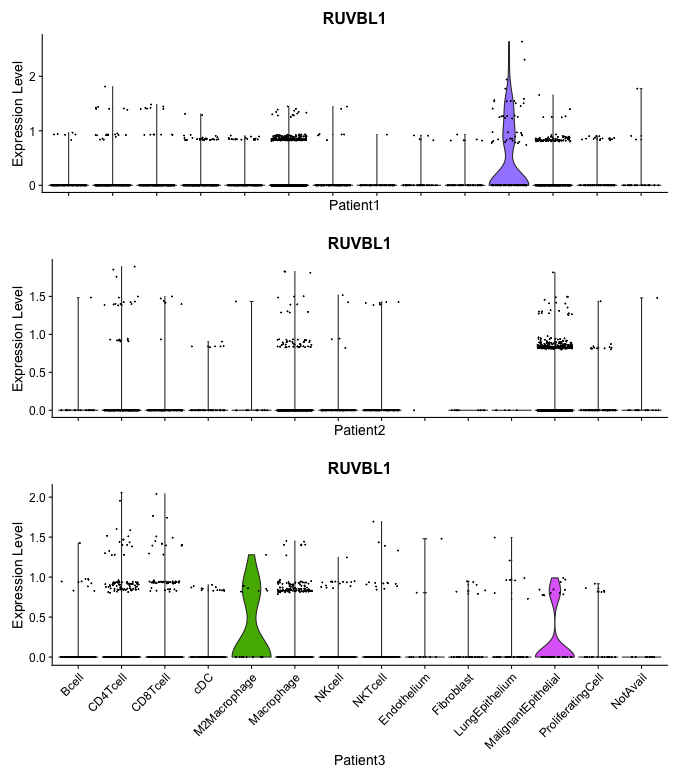 RUVBL1
Expression Level
2
1
0
Patient1
RUVBL1
Expression Level
1.5
1.0
0.5
0.0
Patient2
RUVBL1
Expression Level
2.0
1.5
1.0
0.5
0.0
Bcell
CD4Tcell
CD8Tcell
cDC
M2Macrophage
Macrophage
NKcell
NKTcell
Endothelium
Fibroblast
LungEpithelium
MalignantEpithelial
ProliferatingCell
NotAvail
Patient3